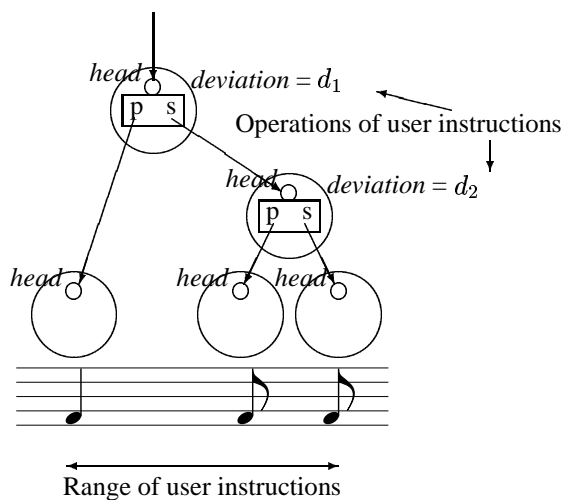 head
deviation = d1
p s
Operations of user instructions
head
deviation = d2
p s
head head head
Range of user instructions